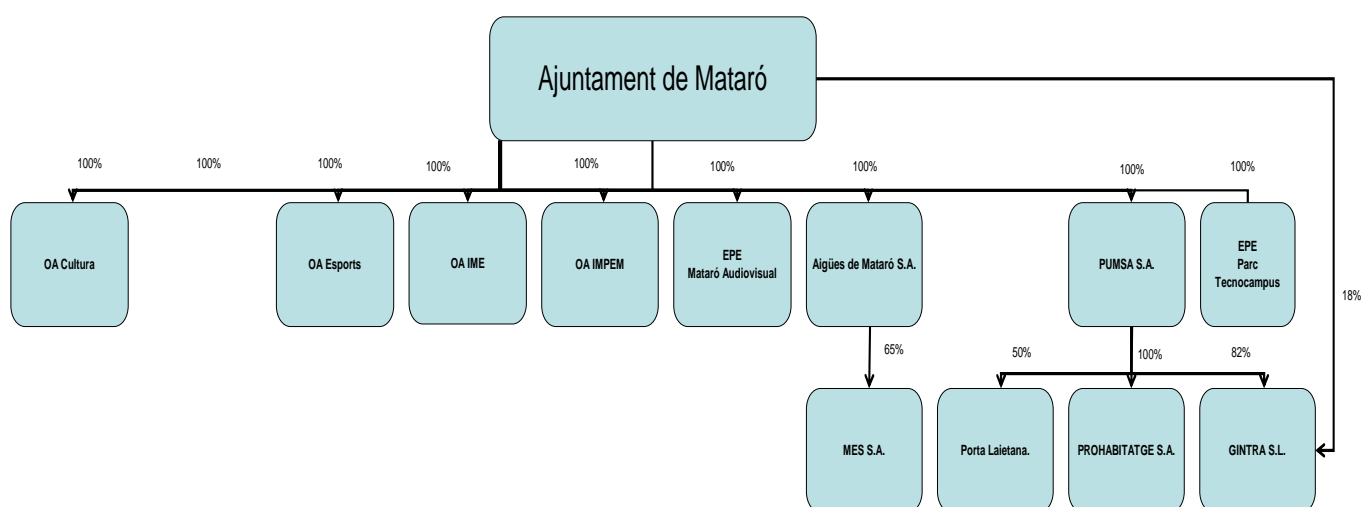 Ajuntament de Mataró
100%
100%
100%
100%
100%
100%
100%
100%
100%
OA Cultura
OA Esports
OA IME
OA IMPEM
EPE
Mataró Audiovisual
Aigües de Mataró S.A.
PUMSA S.A.
EPE
Parc
Tecnocampus
18%
65%
50%
100%
82%
MES S.A.
Porta Laietana.
PROHABITATGE S.A.
GINTRA S.L.